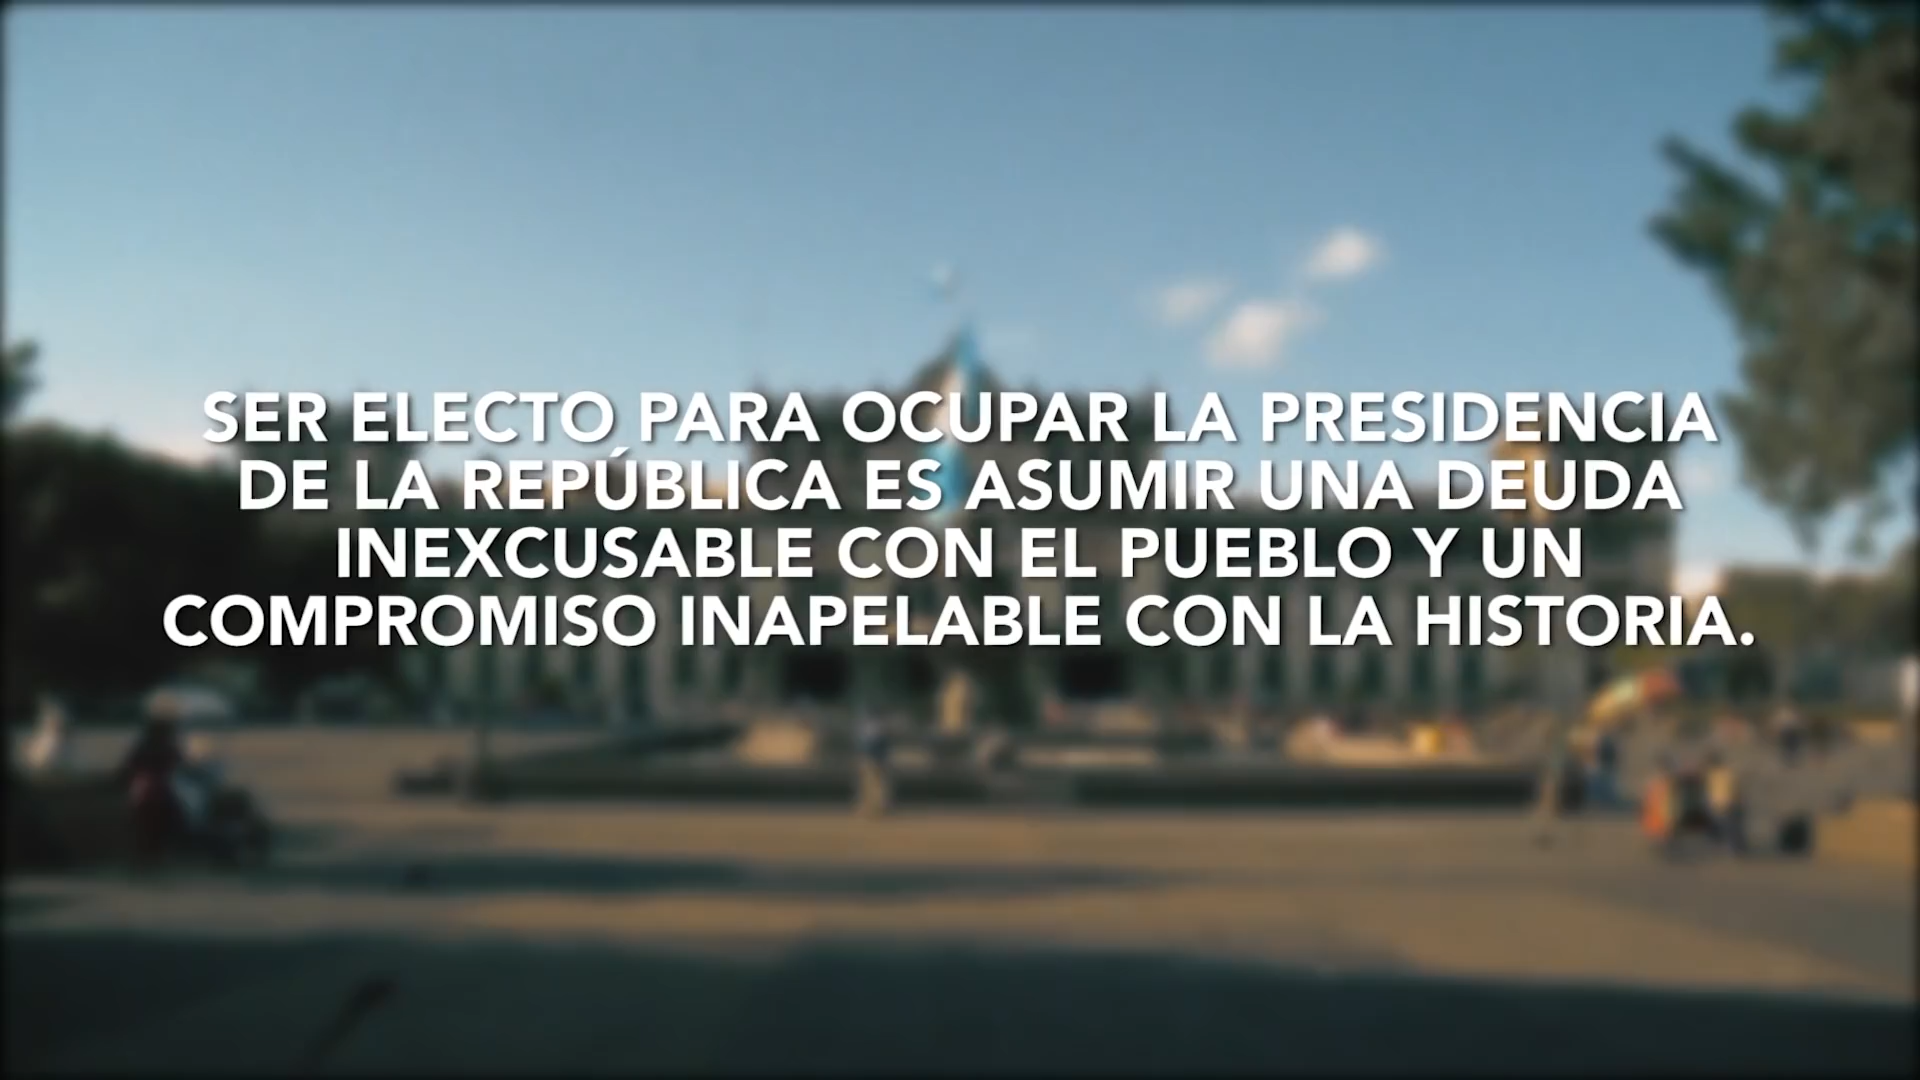 SER ELECTO PARA OCUPAR LA PRESIDENCIA
DE LA REPÚBLICA ES ASUMIR UNA DEUDA
INEXCUSABLE CON EL PUEBLO Y UN
COMPROMISO INAPELABLE CON LA HISTORIA.